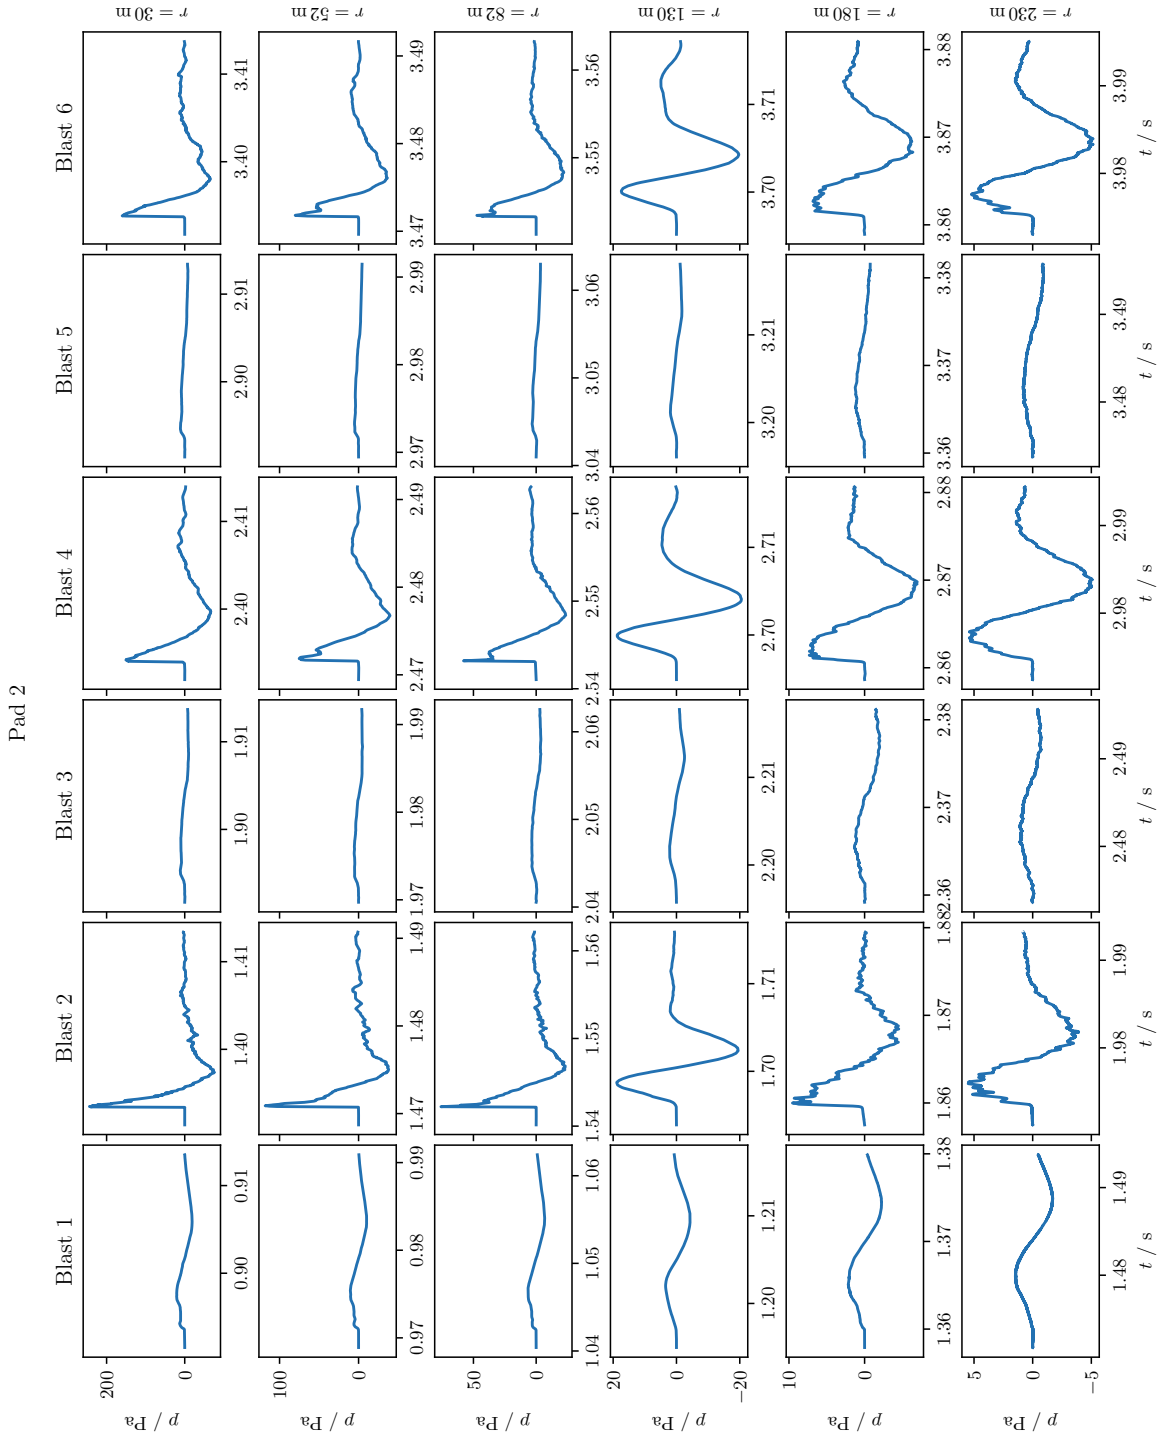 Pad 2
Blast 1 Blast 2 Blast 3 Blast 4 Blast 5 Blast 6
p / Pa
200
0
r = 30 m
0.90 0.91 1.40 1.41 1.90 1.91 2.40 2.41 2.90 2.91 3.40 3.41
p / Pa
100
0
r = 52 m
0.97 0.98 0.99 1.47 1.48 1.49 1.97 1.98 1.99 2.47 2.48 2.49 2.97 2.98 2.99 3.47 3.48 3.49
p / Pa
50
0
r = 82 m
1.04 1.05 1.06 1.54 1.55 1.56 2.04 2.05 2.06 2.54 2.55 2.56 3.04 3.05 3.06 3.55 3.56
p / Pa
20
0
−20
r = 130 m
1.20 1.21 1.70 1.71 2.20 2.21 2.70 2.71 3.20 3.21 3.70 3.71
p / Pa
10
0
r = 180 m
1.36 1.37 1.38 1.86 1.87 1.88 2.36 2.37 2.38 2.86 2.87 2.88 3.36 3.37 3.38 3.86 3.87 3.88
p / Pa
5
0
−5
r = 230 m
1.48 1.49 1.98 1.99 2.48 2.49 2.98 2.99 3.48 3.49 3.98 3.99
t / s t / s t / s t / s t / s t / s